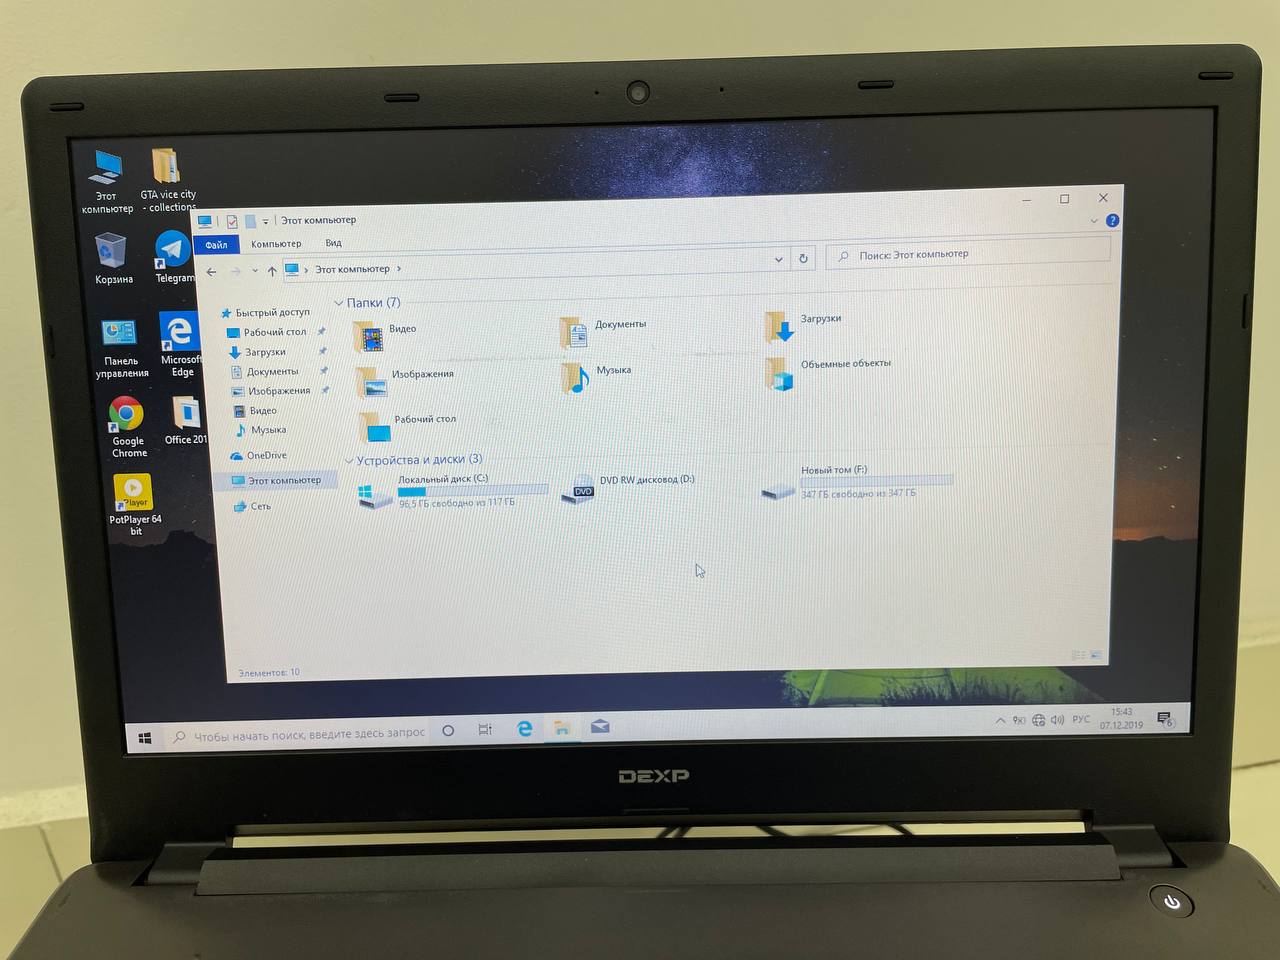 Этот
компьютер
GTA vice city
- collections
Корзина
Telegram
Панель
управления
Microsoft
Edge
Google
Chrome
Office 201
Player
PotPlayer 64
bit
Этот компьютер
Файл
Компьютер
Вид
Этот компьютер
Поиск: Этот компьютер
Быстрый доступ
Рабочий стол
Загрузки
Документы
Изображения
Видео
Музыка
OneDrive
Этот компьютер
Сеть
Папки (7)
Видео
Документы
Загрузки
Изображения
Музыка
Объемные объекты
Рабочий стол
Устройства и диски (3)
Локальный диск (C:)
96,5 ГБ свободно из 117 ГБ
DVD
DVD RW дисковод (D:)
Новый том (F:)
347 ГБ свободно из 347 ГБ
Элементов: 10
Чтобы начать поиск, введите здесь запрос
РУС
15:43
07.12.2019
6
DEXP